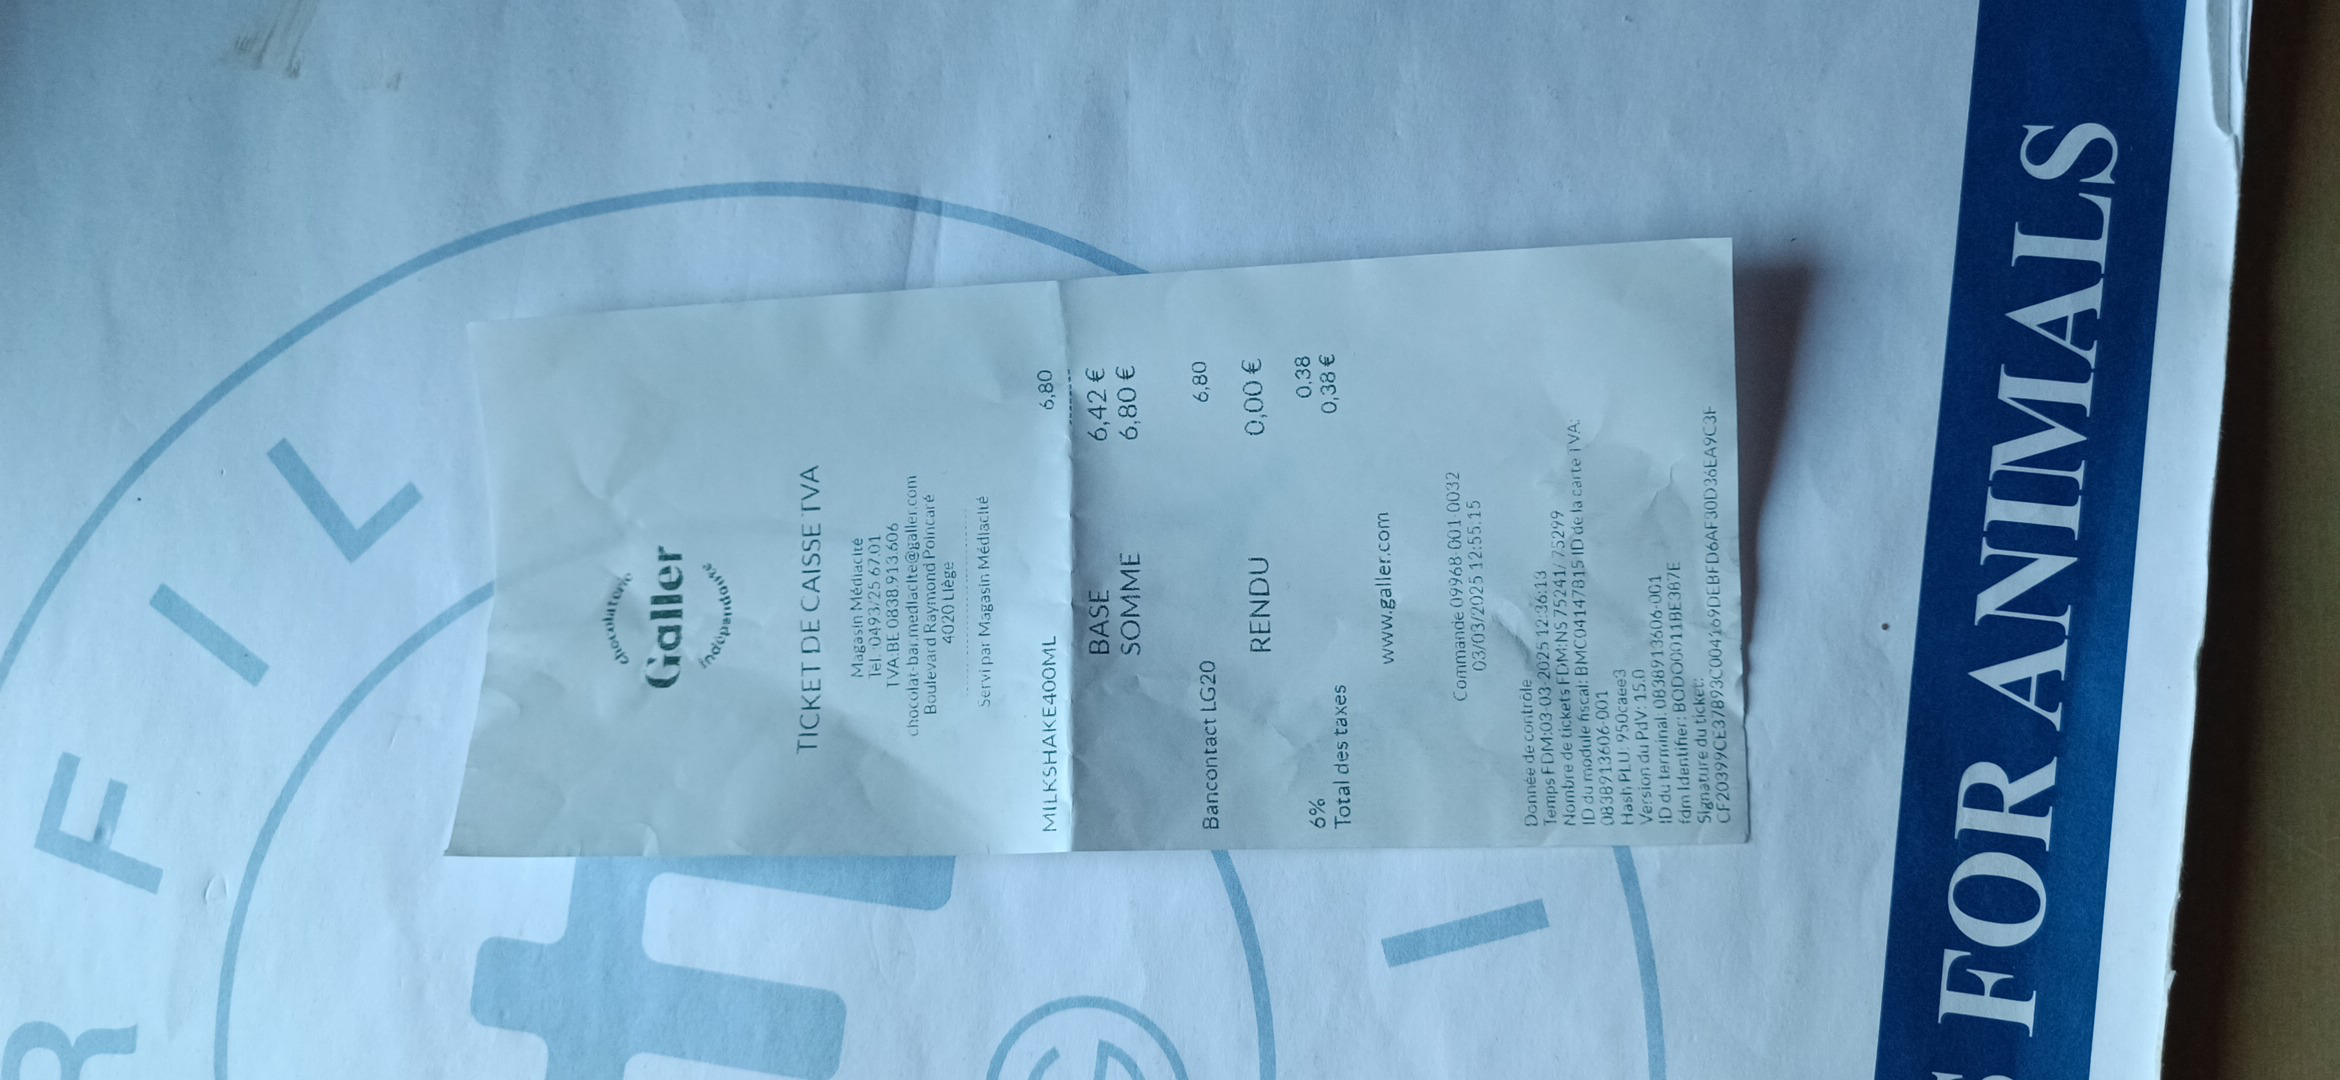 chocolaterie
Galler
indépendante
TICKET DE CAISSE TVA
Magasin Médiacité
Tél. :0493/25.67.01
TVA:BE 0838.913.606
chocolat-bar.mediacite@galler.com
Boulevard Raymond Poincaré
4020 Liège
Servi par Magasin Médiacité
MILKSHAKE400ML 6,80
BASE 6,42 €
SOMME 6,80 €
Bancontact LG20 6,80
RENDU 0,00 €
6% 0,38
Total des taxes 0,38 €
www.galler.com
Commande 09968-001-0032
03/03/2025 12:55:15
Donnée de contrôle
Temps FDM:03-03-2025 12:36:13
Nombre de tickets FDM:NS 75241/ 75299
ID du module fiscal: BMC04147815 ID de la carte TVA:
0838913606-001
Hash PLU: 950caee3
Version du PdV: 15.0
ID du terminal: 0838913606-001
fdm Identifier: BODO0011BE387E
Signature du ticket:
FIL
I
R
S FOR ANIMALS